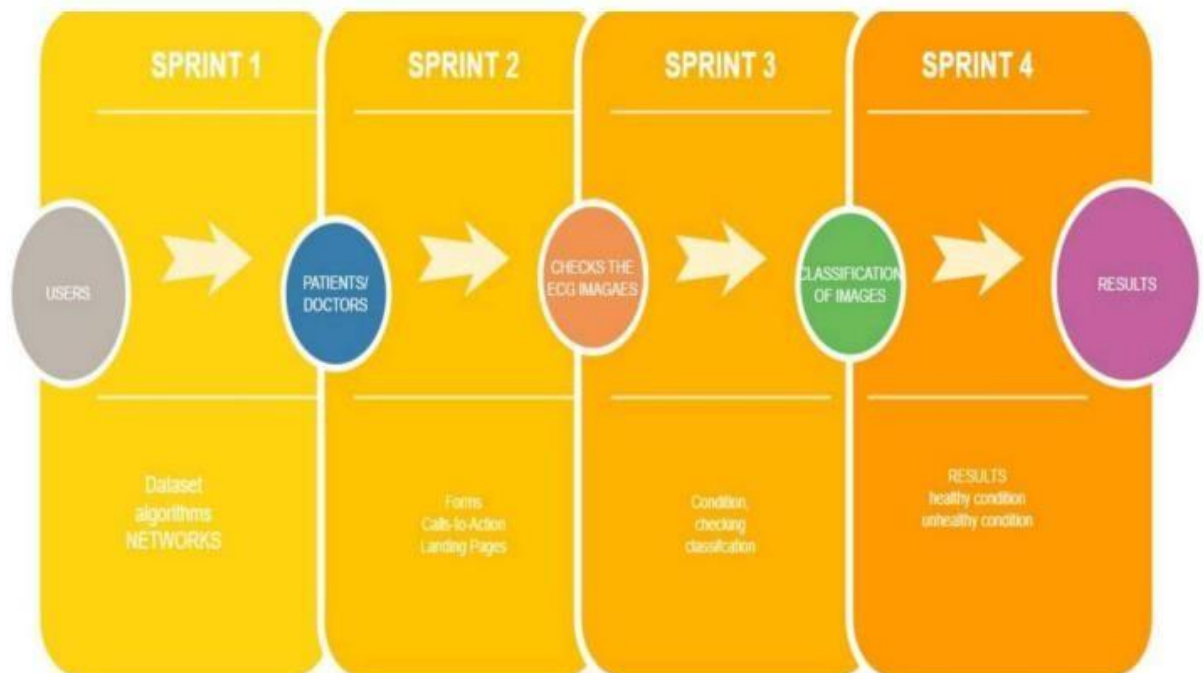 SPRINT 1
SPRINT 2
SPRINT 3
SPRINT 4
USERS
PATIENTS/
DOCTORS
CHECKS THE
ECG IMAGAES
CLASSIFICATION
OF IMAGES
RESULTS
Dataset
algorithms
NETWORKS
Forms
Calls-to-Action
Landing Pages
Condition,
checking
classifcation
RESULTS
healthy condition
unhealthy condition